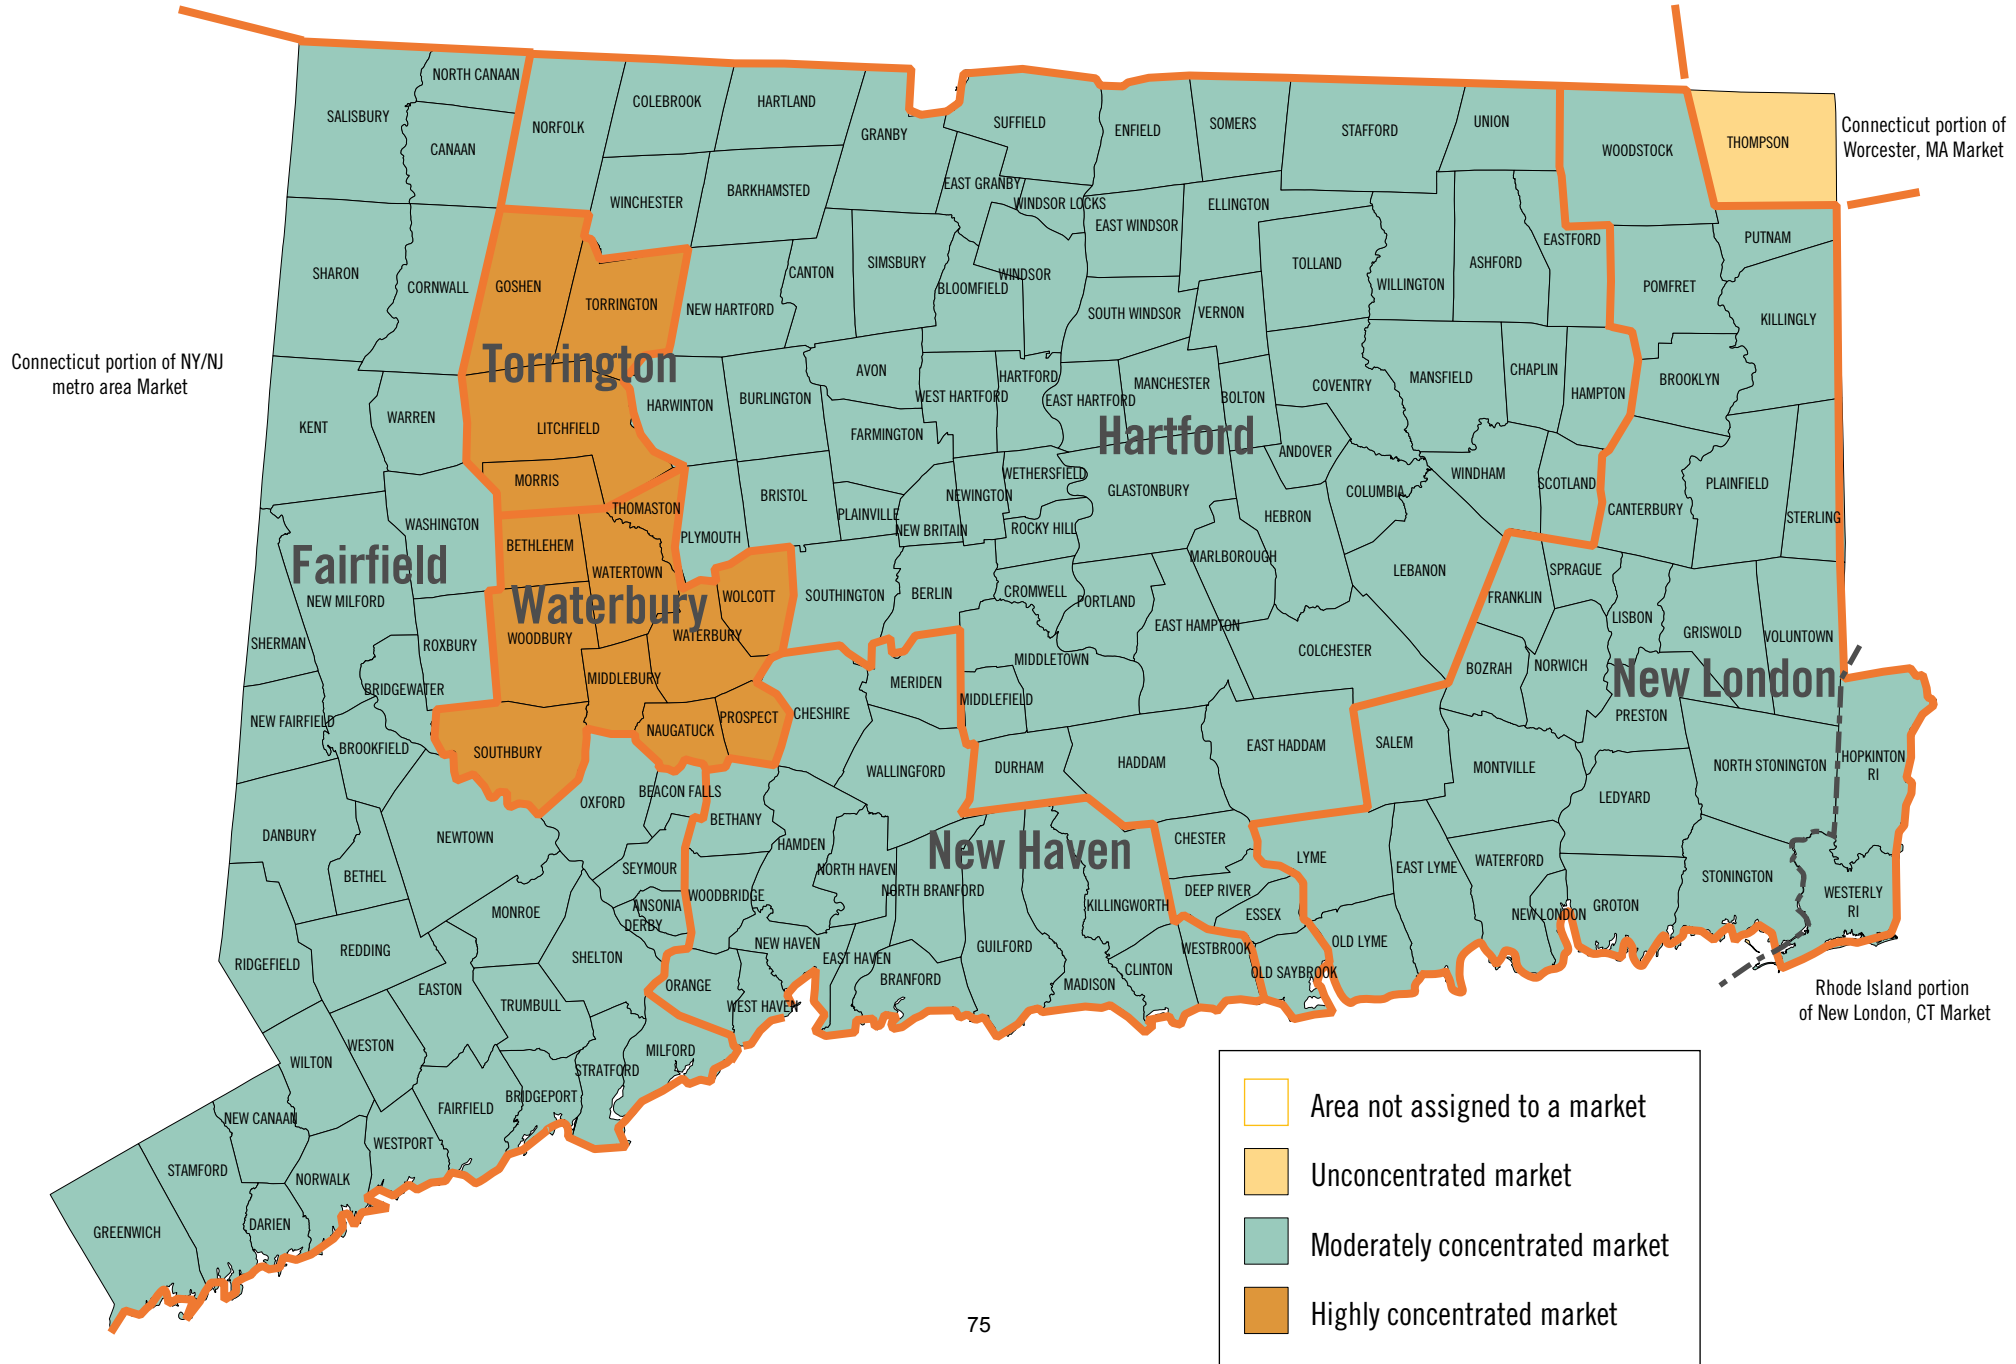 NORTH CANAAN
SALISBURY
CANAAN
NORFOLK
COLEBROOK
HARTLAND
GRANBY
SUFFIELD
ENFIELD
SOMERS
STAFFORD
UNION
WOODSTOCK
THOMPSON
Connecticut portion of
Worcester, MA Market
WINCHESTER
BARKHAMSTED
EAST GRANBY
WINDSOR LOCKS
EAST WINDSOR
ELLINGTON
EASTFORD
PUTNAM
SHARON
CORNWALL
GOSHEN
TORRINGTON
NEW HARTFORD
CANTON
SIMSBURY
BLOOMFIELD
WINDSOR
SOUTH WINDSOR
VERNON
TOLLAND
WILLINGTON
ASHFORD
POMFRET
KILLINGLY
Connecticut portion of NY/NJ
metro area Market
Torrington
KENT
WARREN
LITCHFIELD
HARWINTON
BURLINGTON
AVON
WEST HARTFORD
HARTFORD
EAST HARTFORD
MANCHESTER
BOLTON
COVENTRY
MANSFIELD
CHAPLIN
HAMPTON
BROOKLYN
Hartford
FARMINGTON
ANDOVER
MORRIS
THOMASTON
BRISTOL
PLAINVILLE
NEW BRITAIN
NEWINGTON
WETHERSFIELD
ROCKY HILL
GLASTONBURY
HEBRON
COLUMBIA
WINDHAM
SCOTLAND
CANTERBURY
PLAINFIELD
STERLING
WASHINGTON
BETHLEHEM
WATERTOWN
PLYMOUTH
Fairfield
NEW MILFORD
Waterbury
WOLCOTT
SOUTHINGTON
BERLIN
CROMWELL
PORTLAND
MARLBOROUGH
EAST HAMPTON
LEBANON
FRANKLIN
SPRAGUE
LISBON
GRISWOLD
VOLUNTOWN
SHERMAN
ROXBURY
WOODBURY
WATERBURY
MIDDLEBURY
MERIDEN
MIDDLETOWN
MIDDLEFIELD
COLCHESTER
BOZRAH
NORWICH
New London
PRESTON
BRIDGEWATER
NEW FAIRFIELD
BROOKFIELD
SOUTHBURY
NAUGATUCK
PROSPECT
CHESHIRE
WALLINGFORD
DURHAM
HADDAM
EAST HADDAM
SALEM
MONTVILLE
LEDYARD
NORTH STONINGTON
HOPKINTON
RI
DANBURY
BETHEL
NEWTOWN
OXFORD
BEACON FALLS
BETHANY
HAMDEN
NORTH HAVEN
New Haven
NORTH BRANFORD
CHESTER
LYME
EAST LYME
WATERFORD
STONINGTON
WESTERLY
RI
SEYMOUR
ANSONIA
DERBY
WOODBRIDGE
KILLINGWORTH
DEEP RIVER
ESSEX
NEW LONDON
GROTON
MONROE
REDDING
RIDGEFIELD
SHELTON
NEW HAVEN
EAST HAVEN
BRANFORD
GUILFORD
MADISON
CLINTON
WESTBROOK
OLD SAYBROOK
OLD LYME
EASTON
TRUMBULL
ORANGE
WEST HAVEN
Rhode Island portion
of New London, CT Market
WILTON
WESTON
MILFORD
STRATFORD
BRIDGEPORT
FAIRFIELD
NEW CANAAN
WESTPORT
NORWALK
STAMFORD
DARIEN
GREENWICH
Area not assigned to a market
Unconcentrated market
Moderately concentrated market
Highly concentrated market
75